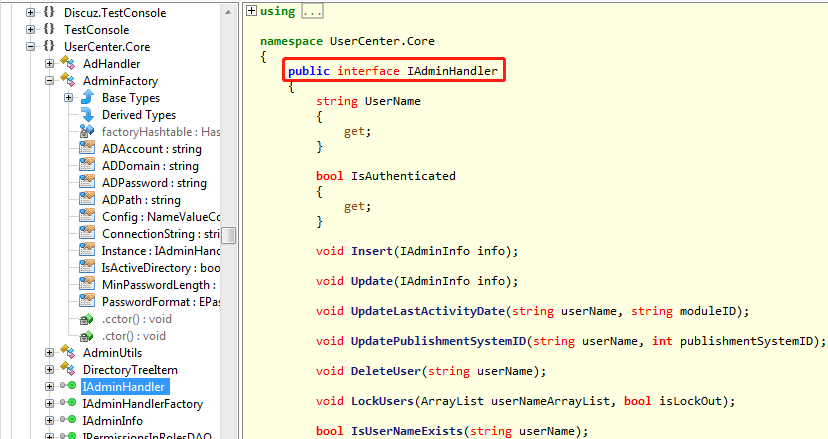 Discuz.TestConsole
TestConsole
UserCenter.Core
AdHandler
AdminFactory
Base Types
Derived Types
factoryHashtable : Has
ADAccount : string
ADDomain : string
ADPassword : string
ADPath : string
Config : NameValueCo
ConnectionString : stri
Instance : IAdminHand
IsActiveDirectory : boo
MinPasswordLength :
PasswordFormat : EPas
.cctor() : void
.ctor() : void
AdminUtils
DirectoryTreeItem
IAdminHandler
IAdminHandlerFactory
IAdminInfo
IPermissionsInRolesDAO
using ...
namespace UserCenter.Core
{
public interface IAdminHandler
{
string UserName
{
get;
}
bool IsAuthenticated
{
get;
}
void Insert(IAdminInfo info);
void Update(IAdminInfo info);
void UpdateLastActivityDate(string userName, string moduleID);
void UpdatePublishmentSystemID(string userName, int publishmentSystemID);
void DeleteUser(string userName);
void LockUsers(ArrayList userNameArrayList, bool isLockOut);
bool IsUserNameExists(string userName);